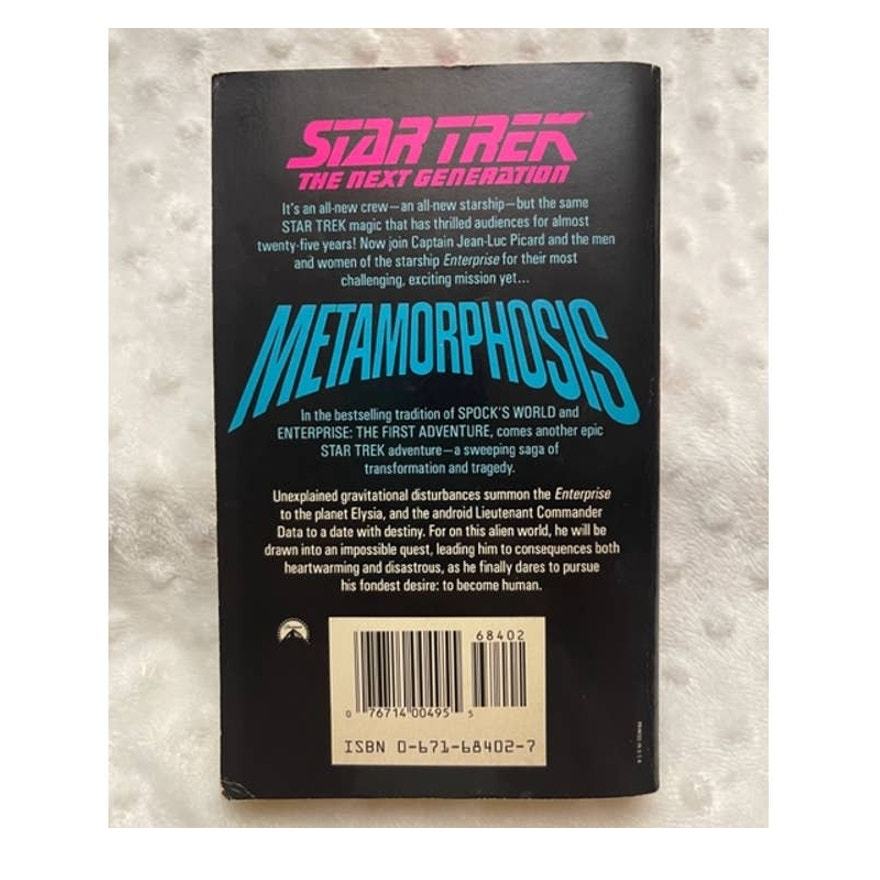 STAR TREK
THE NEXT GENERATION
It's an all-new crew—an all-new starship—but the same
STAR TREK magic that has thrilled audiences for almost
twenty-five years! Now join Captain Jean-Luc Picard and the men
and women of the starship Enterprise for their most
challenging, exciting mission yet...
METAMORPHOSIS
In the bestselling tradition of SPOCK'S WORLD and
ENTERPRISE: THE FIRST ADVENTURE, comes another epic
STAR TREK adventure—a sweeping saga of
transformation and tragedy.
Unexplained gravitational disturbances summon the Enterprise
to the planet Elysia, and the android Lieutenant Commander
Data to a date with destiny. For on this alien world, he will be
drawn into an impossible quest, leading him to consequences both
heartwarming and disastrous, as he finally dares to pursue
his fondest desire: to become human.
68402
0 76714 00495 5
ISBN 0-671-68402-7